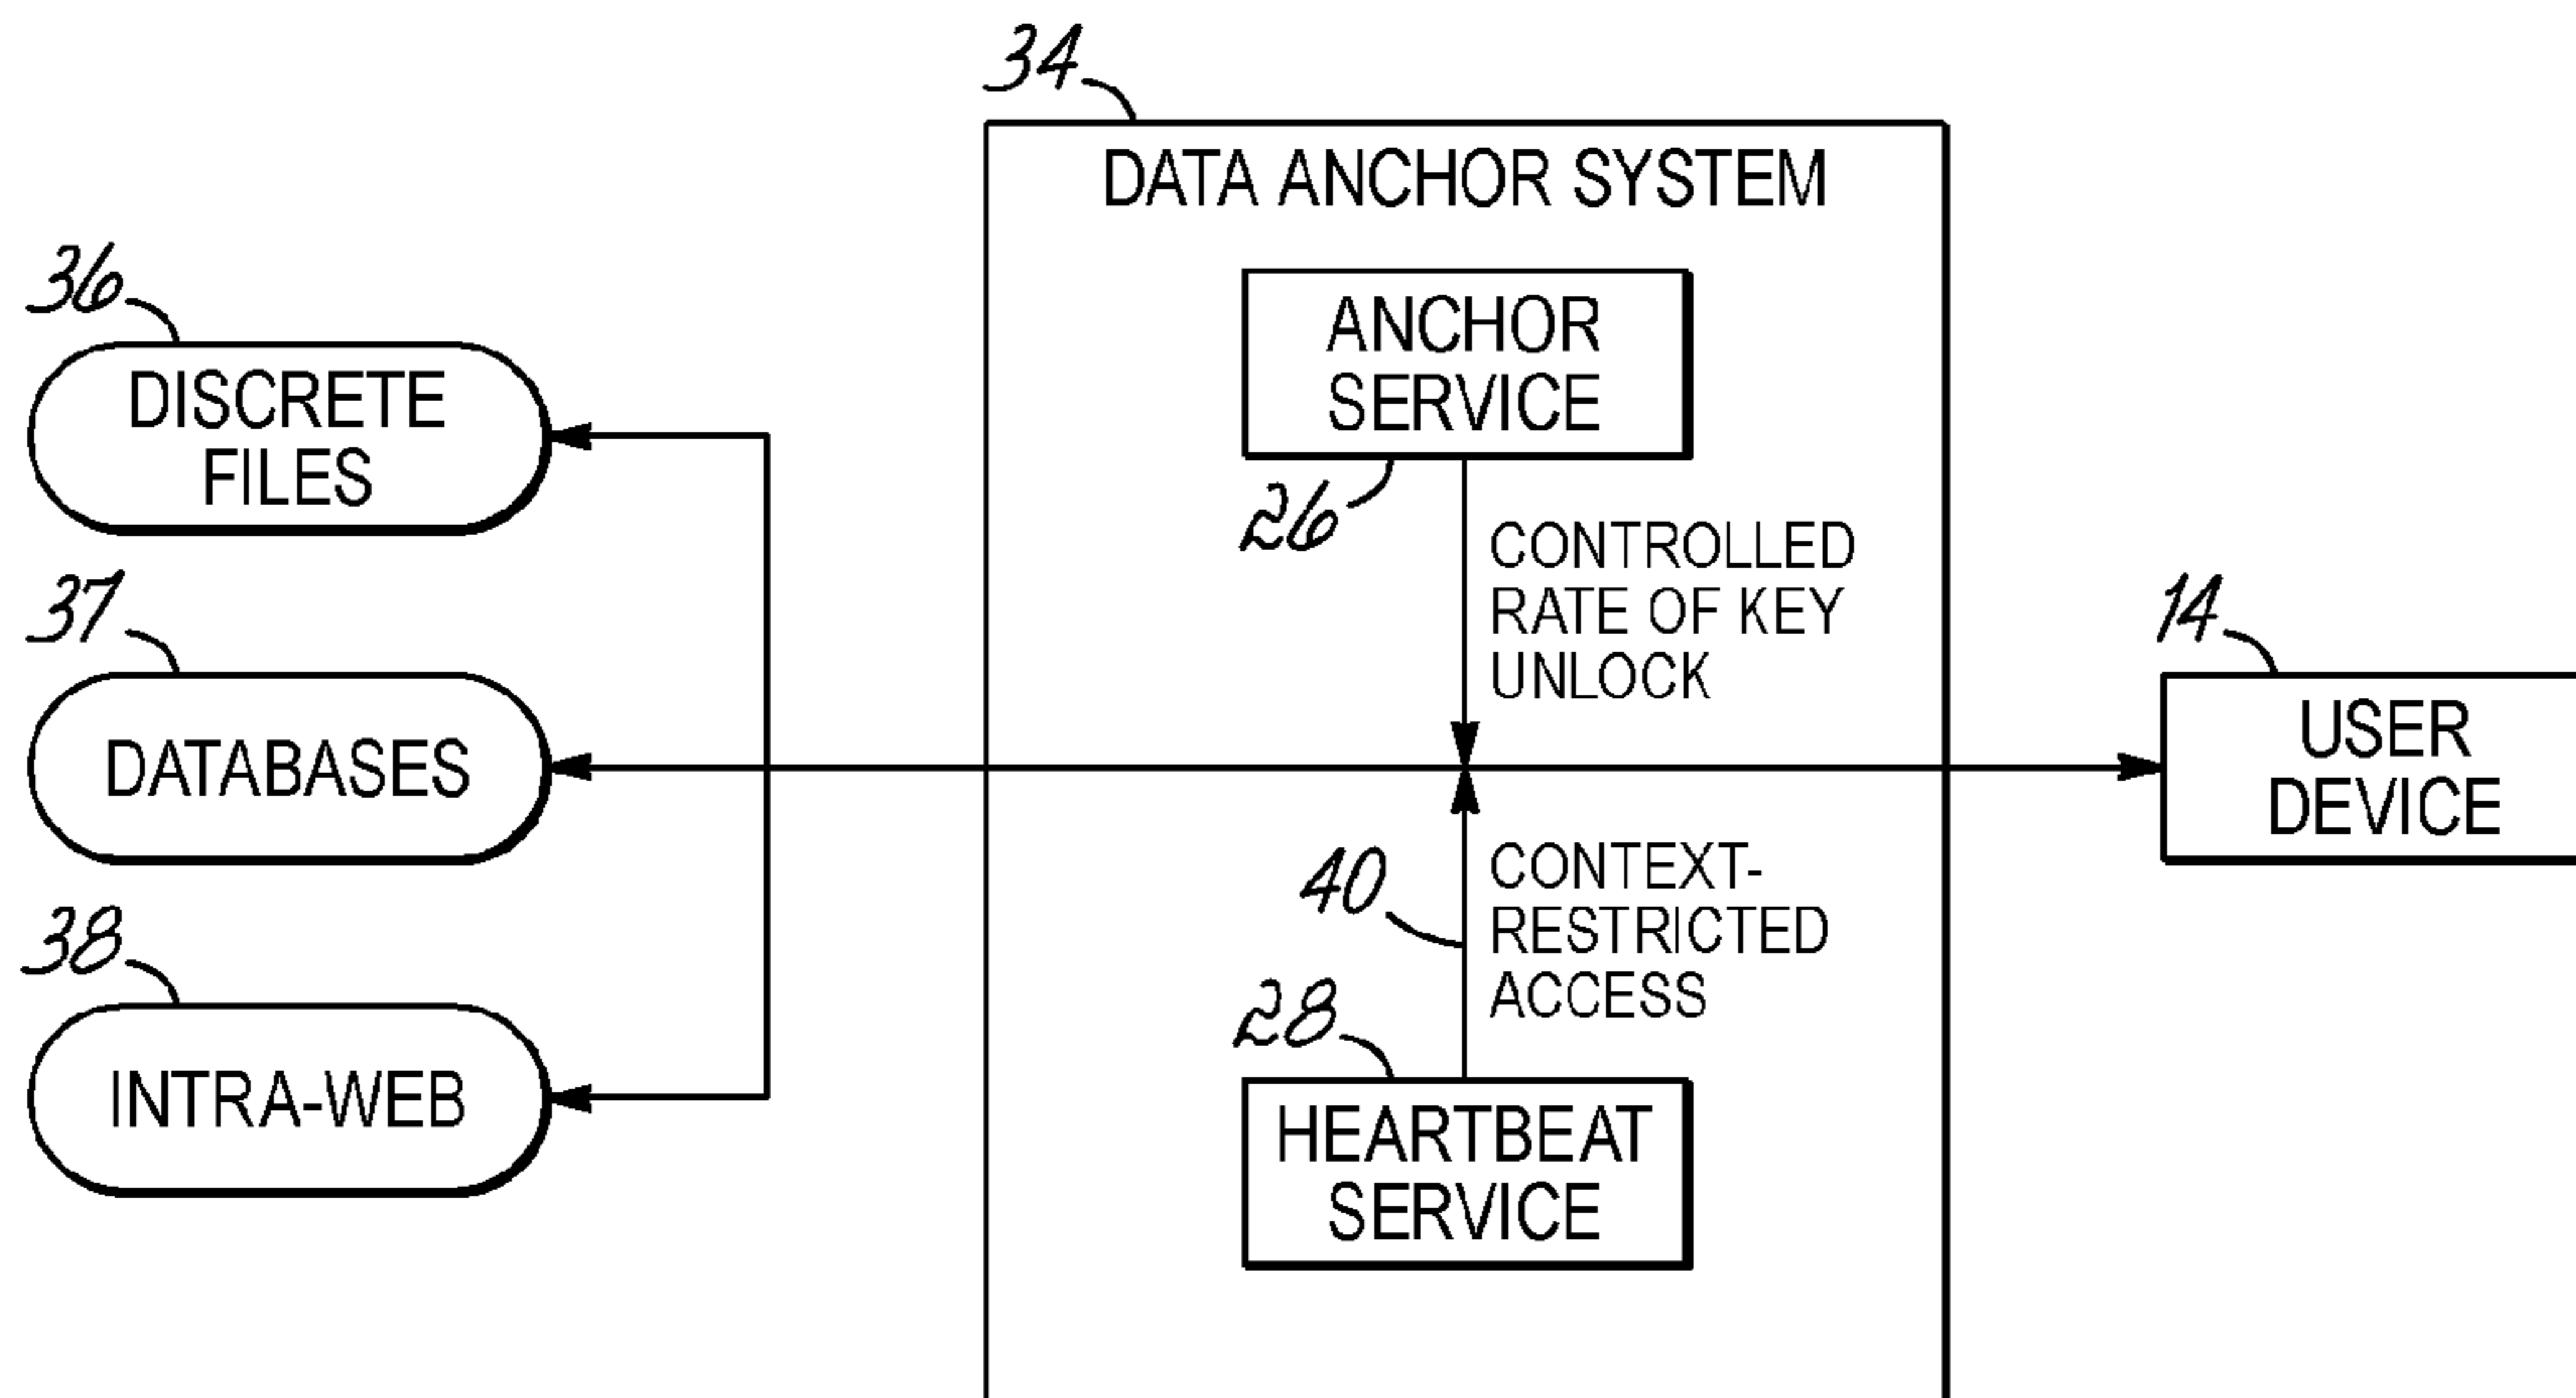 34
DATA ANCHOR SYSTEM
36
DISCRETE
FILES
ANCHOR
SERVICE
26
CONTROLLED
RATE OF KEY
UNLOCK
37
DATABASES
14
USER
DEVICE
40
CONTEXT-
RESTRICTED
ACCESS
38
INTRA-WEB
28
HEARTBEAT
SERVICE